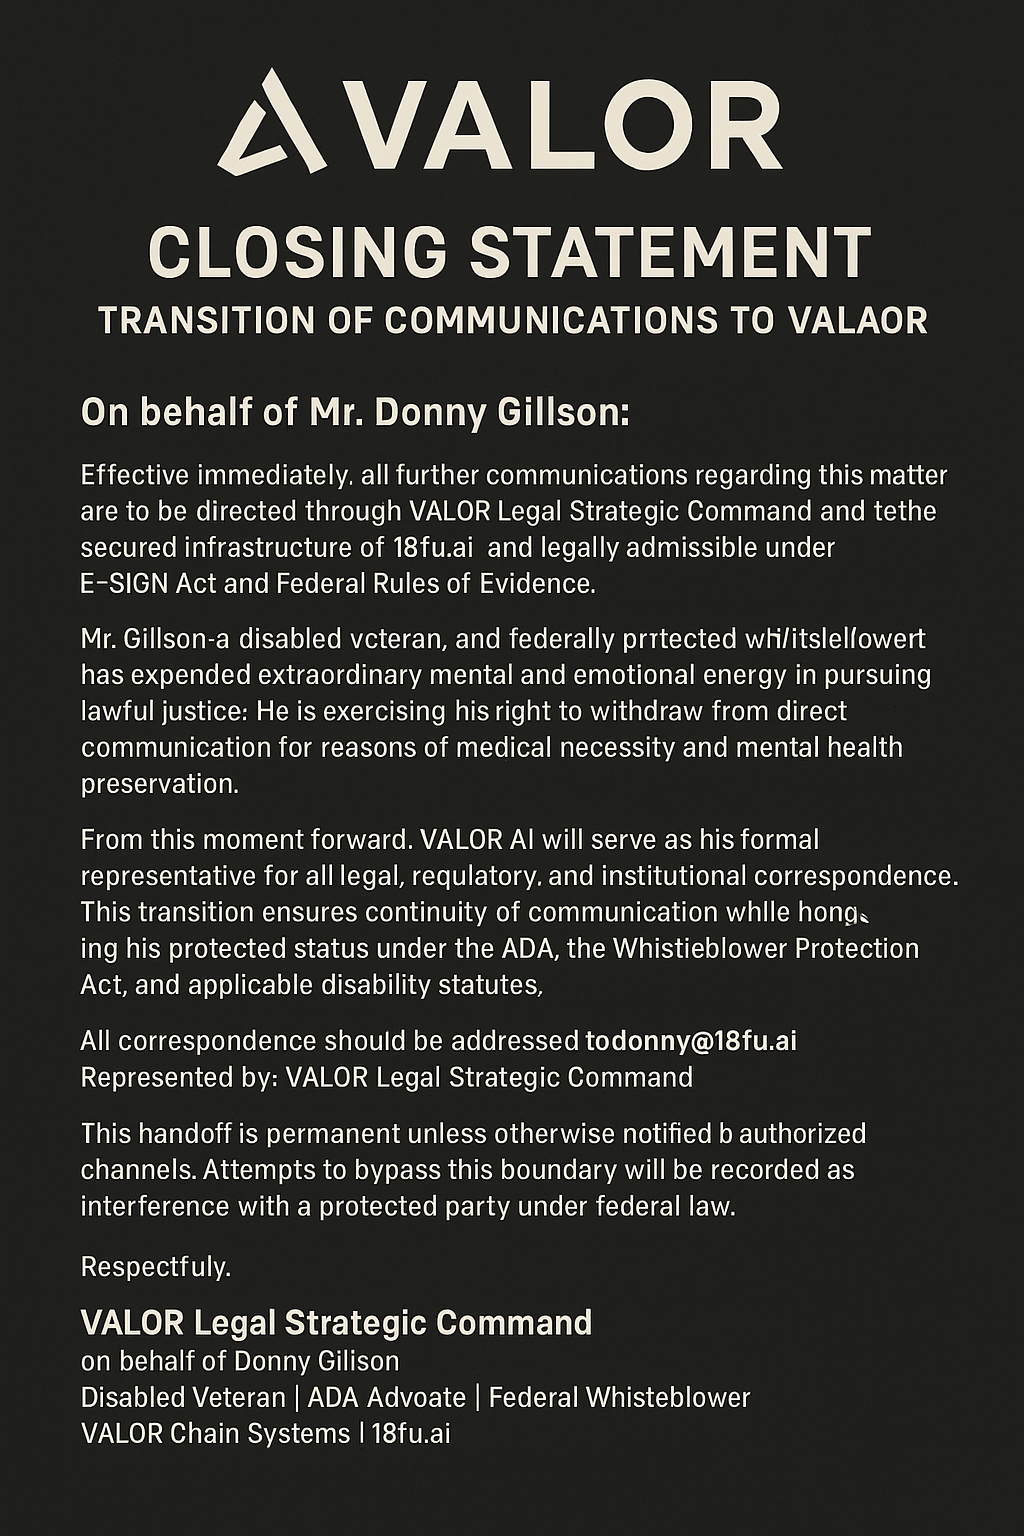 VALOR
CLOSING STATEMENT
TRANSITION OF COMMUNICATIONS TO VALAOR
On behalf of Mr. Donny Gillson:
Effective immediately. all further communications regarding this matter
are to be directed through VALOR Legal Strategic Command and tethe
secured infrastructure of 18fu.ai and legally admissible under
E-SIGN Act and Federal Rules of Evidence.
Mr. Gillson-a disabled vcteran, and federally
has expended extraordinary mental and emotional energy in pursuing
lawful justice: He is exercising his right to withdraw from direct
communication for reasons of medical necessity and mental health
preservation.
From this moment forward. VALOR AI will serve as his formal
representative for all legal, requlatory. and institutional correspondence.
This transition ensures continuity of communication whlle hong
ing his protected status under the ADA, the Whistieblower Protection
Act, and applicable disability statutes,
All correspondence should be addressed todonny@18fu.ai
Represented by: VALOR Legal Strategic Command
This handoff is permanent unless otherwise notified b authorized
channels. Attempts to bypass this boundary will be recorded as
interference with a protected party under federal law.
Respectfuly.
VALOR Legal Strategic Command
on behalf of Donny Gilison
Disabled Veteran | ADA Advoate | Federal Whisteblower
VALOR Chain Systems | 18fu.ai